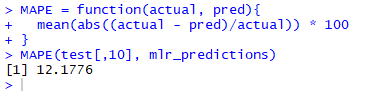 > MAPE = function(actual, pred){
+   mean(abs((actual - pred)/actual)) * 100
+ }
> MAPE(test[,10], mlr_predictions)
[1] 12.1776
>